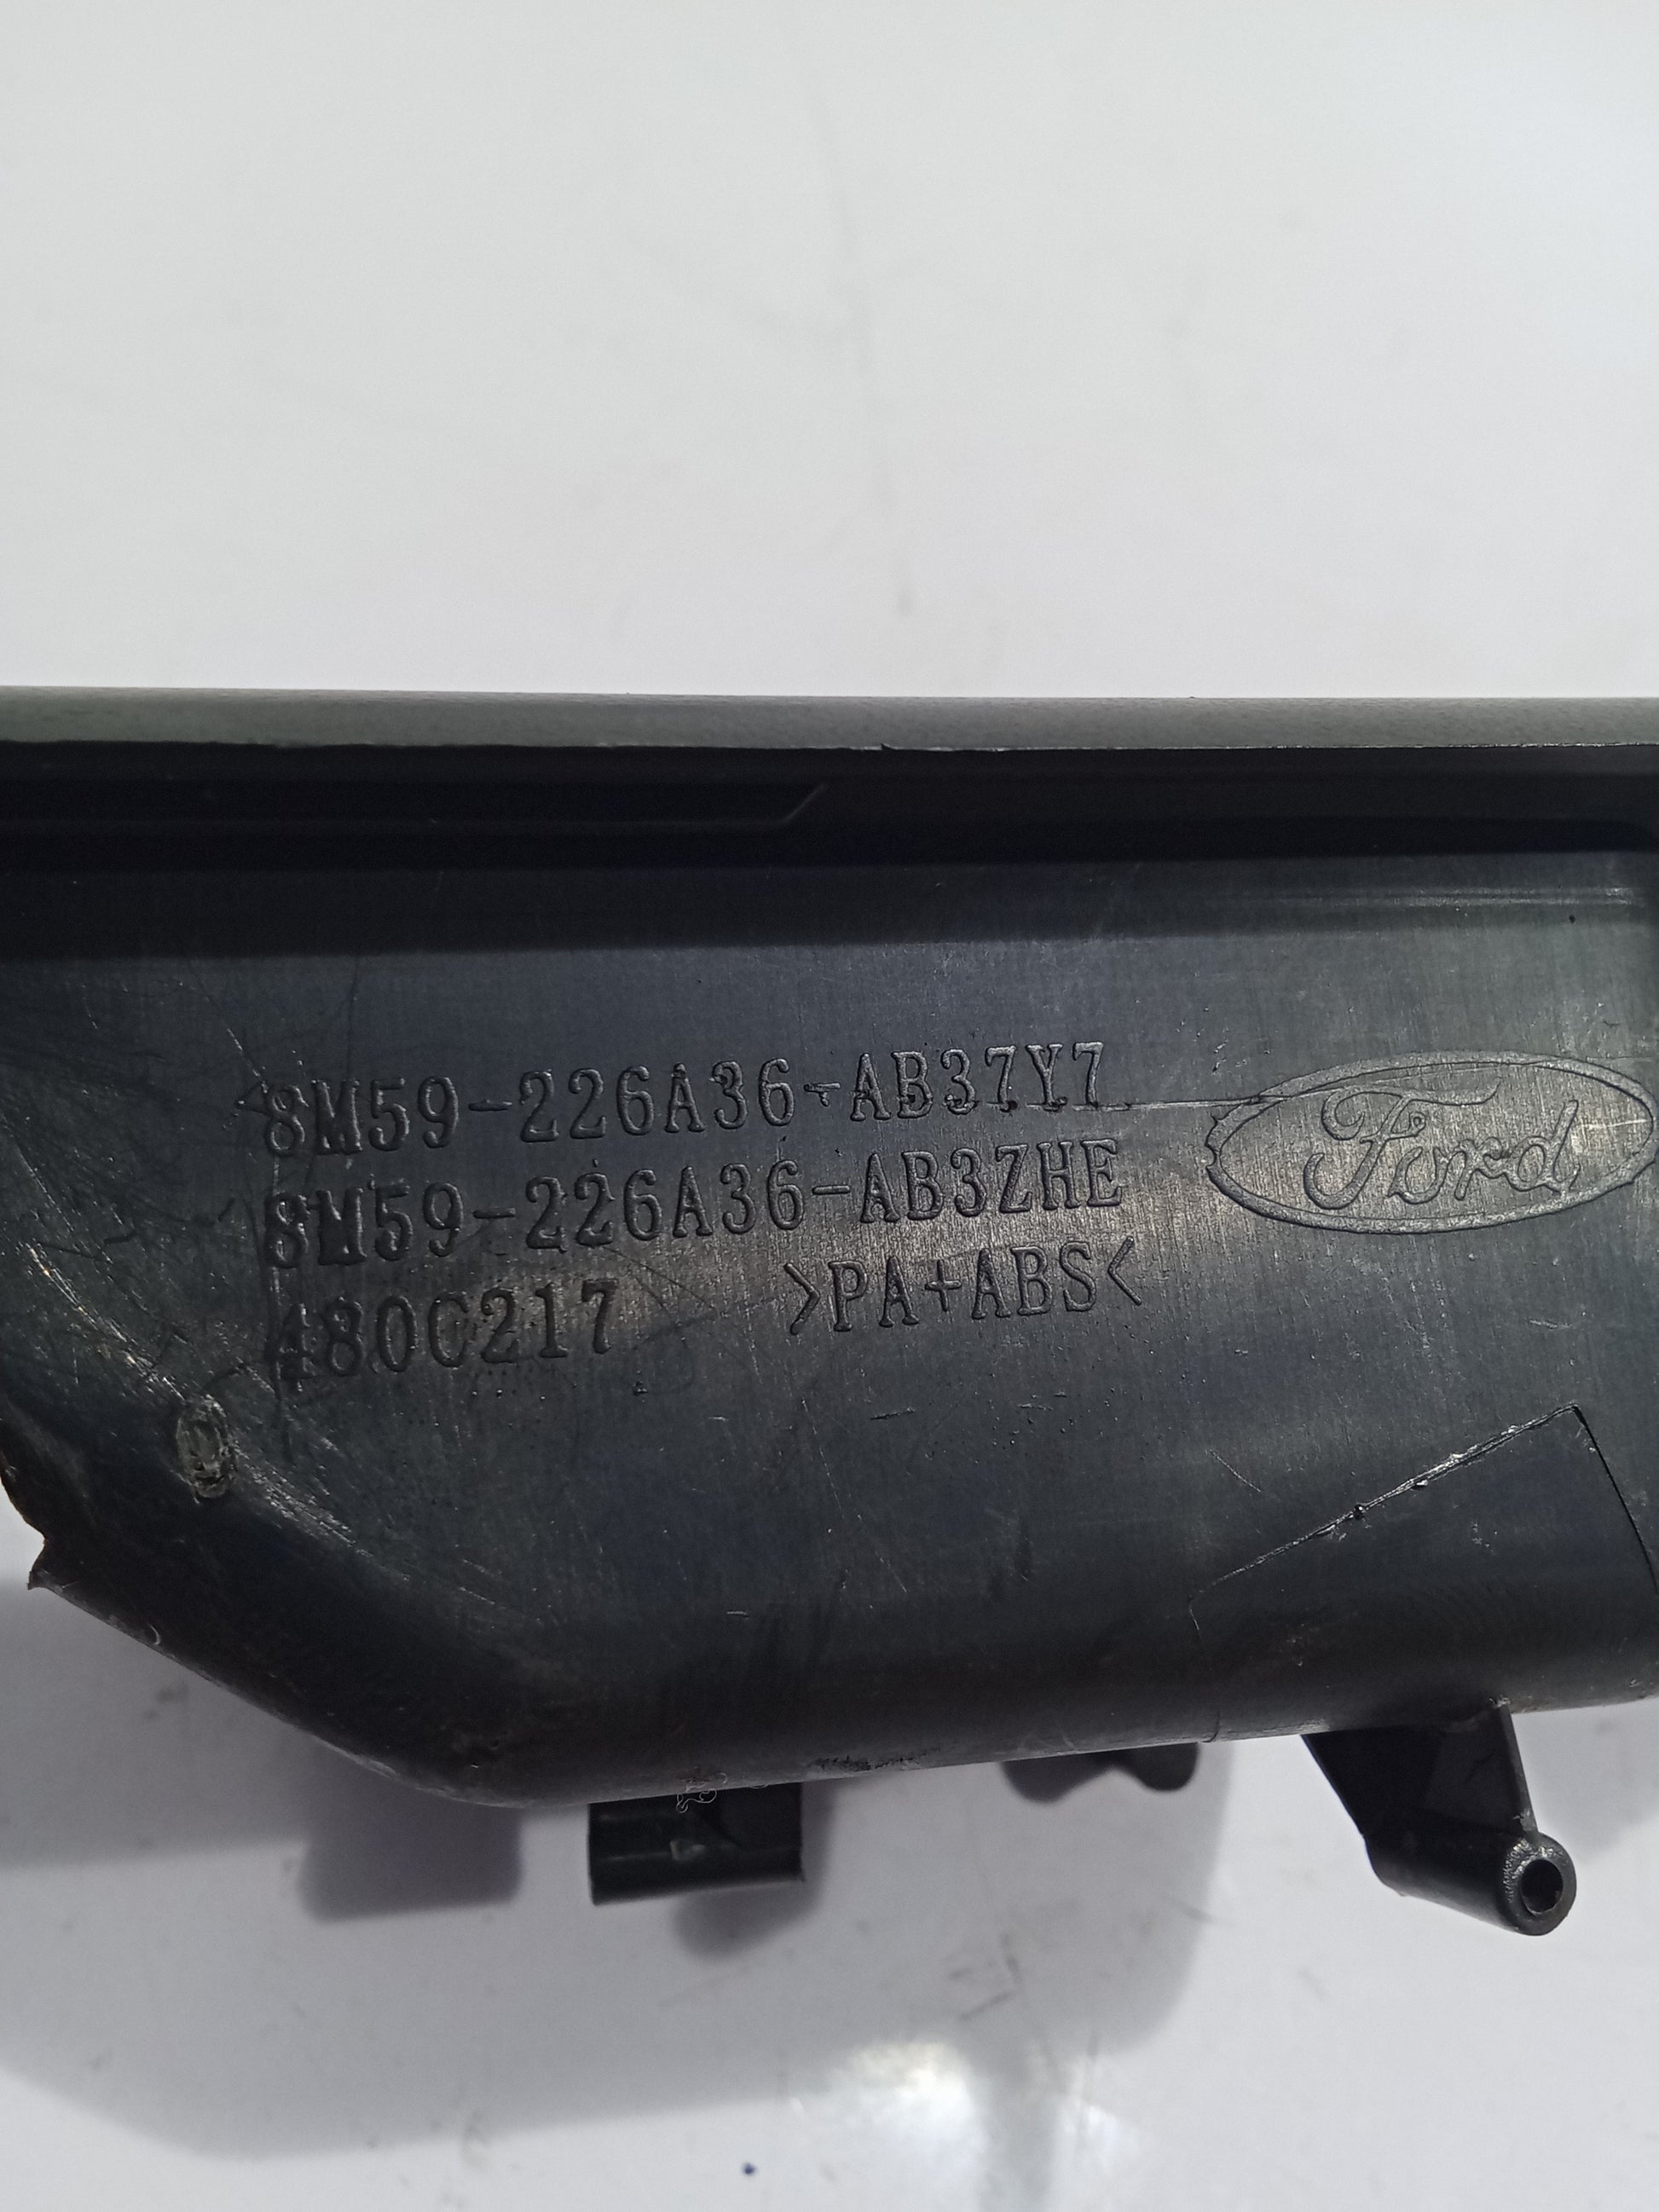 8M59-226A36-AB37Y7
8M59-226A36-AB3ZHE
480C217 >PA+ABS<
Ford